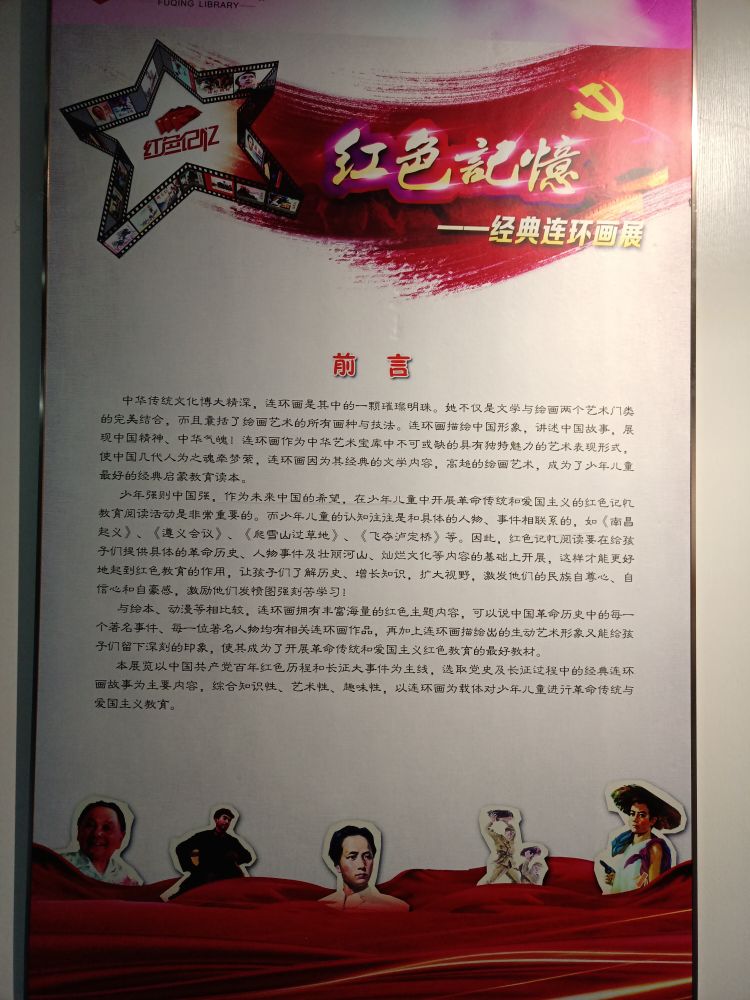 FUQING LIBRARY
红色记忆
红色記憶
——经典连环画展
前言
中华传统文化博大精深，连环画是其中的一颗璀璨明珠。她不仅是文学与绘画两个艺术门类
的完美结合，而且囊括了绘画艺术的所有画种与技法。连环画描绘中国形象，讲述中国故事，展
现中国精神、中华气魄！连环画作为中华艺术宝库中不可或缺的具有独特魅力的艺术表现形式，
使中国几代人为之魂牵梦萦，连环画因为其经典的文学内容，高超的绘画艺术，成为了少年儿童
最好的经典启蒙教育读本。
少年强则中国强，作为未来中国的希望，在少年儿童中开展革命传统和爱国主义的红色记忆
教育阅读活动是非常重要的。而少年儿童的认知往往是和具体的人物、事件相联系的，如《南昌
起义》、《遵义会议》、《爬雪山过草地》、《飞夺泸定桥》等。因此，红色记忆阅读要在给孩
子们提供具体的革命历史、人物事件及壮丽河山、灿烂文化等内容的基础上开展，这样才能更好
地起到红色教育的作用，让孩子们了解历史、增长知识，扩大视野，激发他们的民族自尊心、自
信心和自豪感，激励他们发愤图强刻苦学习！
与绘本、动漫等相比较，连环画拥有丰富海量的红色主题内容，可以说中国革命历史中的每一
个著名事件、每一位著名人物均有相关连环画作品，再加上连环画描绘出的生动艺术形象又能给孩
子们留下深刻的印象，使其成为了开展革命传统和爱国主义红色教育的最好教材。
本展览以中国共产党百年红色历程和长征大事件为主线，选取党史及长征过程中的经典连环
画故事为主要内容，综合知识性、艺术性、趣味性，以连环画为载体对少年儿童进行革命传统与
爱国主义教育。